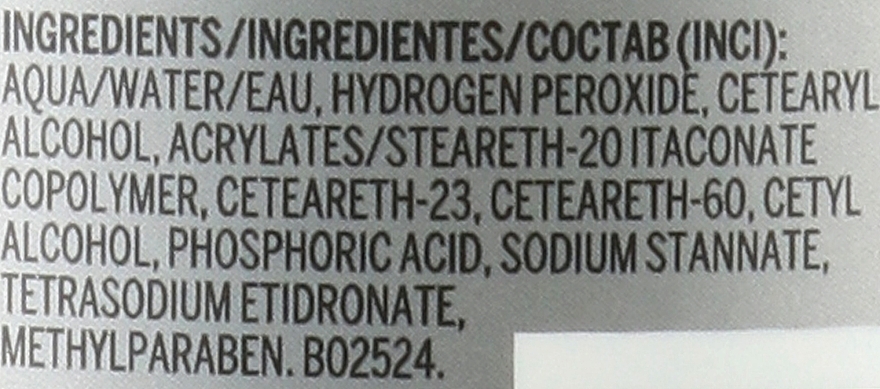 INGREDIENTS/INGREDIENTES/СОСТАВ (INCI):
AQUA/WATER/EAU, HYDROGEN PEROXIDE, CETEARYL
ALCOHOL, ACRYLATES/STEARETH-20 ITACONATE
COPOLYMER, CETEARETH-23, CETEARETH-60, CETYL
ALCOHOL, PHOSPHORIC ACID, SODIUM STANNATE,
TETRASODIUM ETIDRONATE,
METHYLPARABEN. B02524.